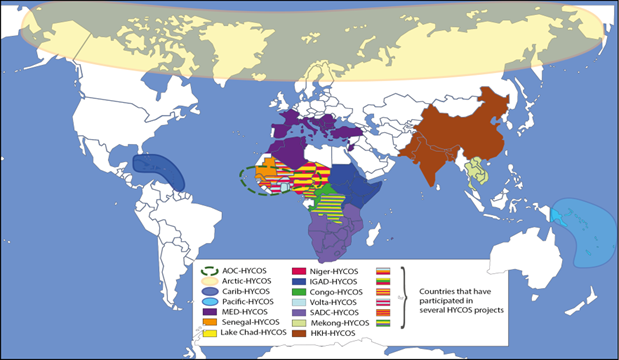 AOC-HYCOS
Arctic-HYCOS
Carib-HYCOS
Pacific-HYCOS
MED-HYCOS
Senegal-HYCOS
Lake Chad-HYCOS
Niger-HYCOS
IGAD-HYCOS
Congo-HYCOS
Volta-HYCOS
SADC-HYCOS
Mekong-HYCOS
HKH-HYCOS
Countries that have
participated in
several HYCOS projects